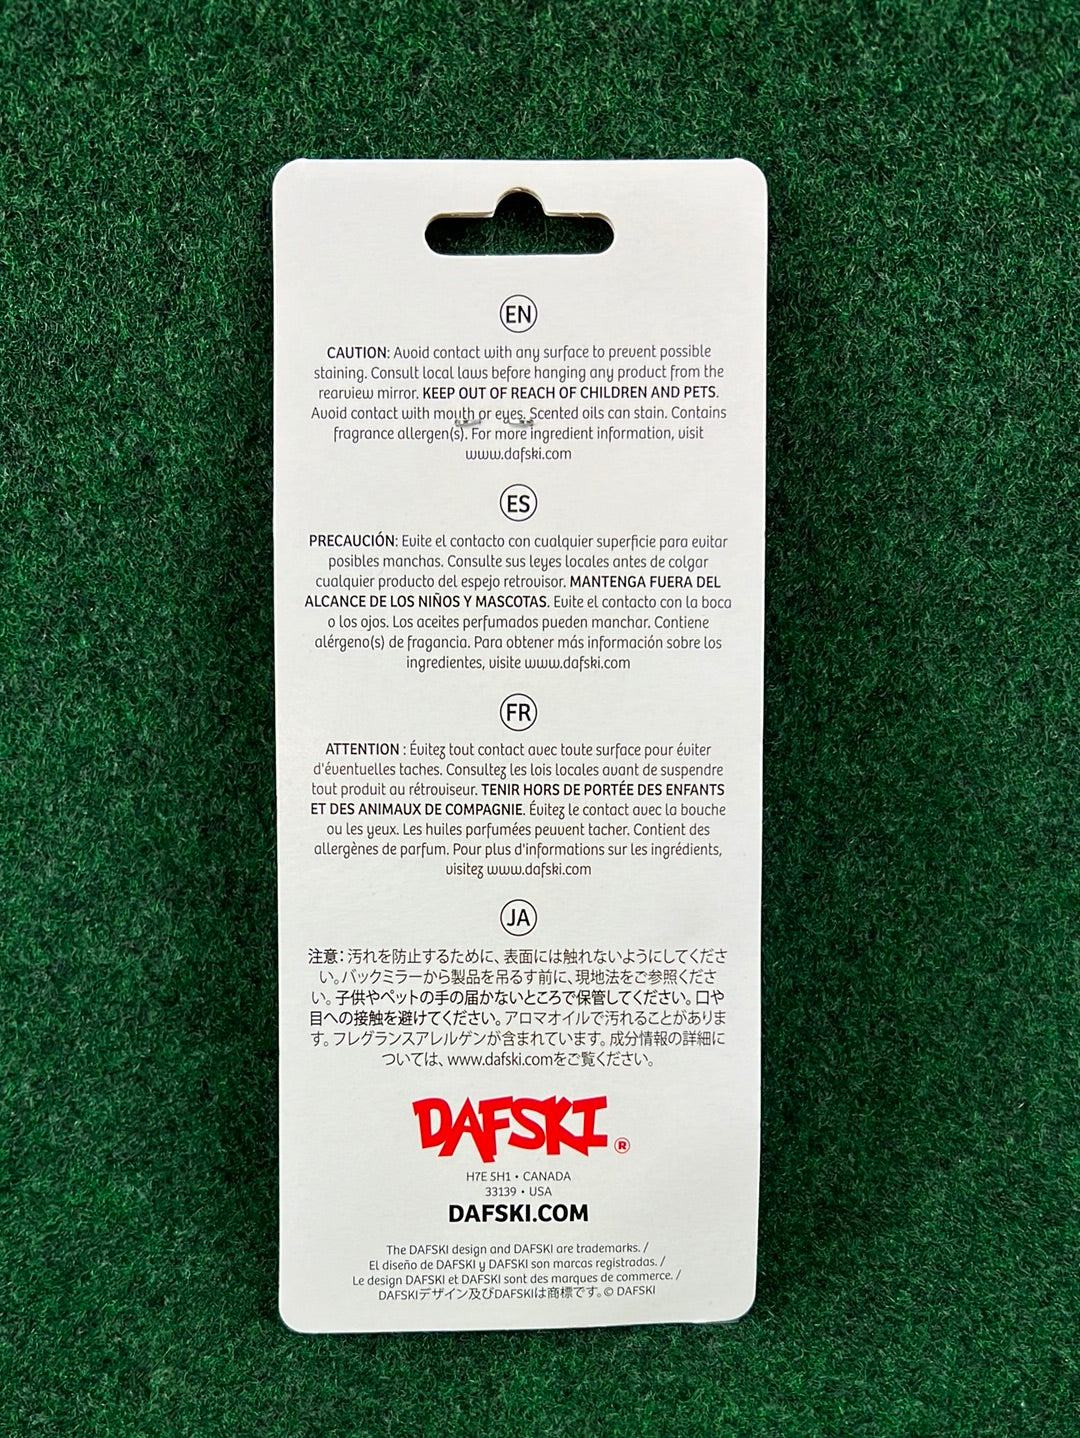 EN
CAUTION: Avoid contact with any surface to prevent possible
staining. Consult local laws before hanging any product from the
rearview mirror. KEEP OUT OF REACH OF CHILDREN AND PETS.
Avoid contact with mouth or eyes. Scented oils can stain. Contains
fragrance allergen(s). For more ingredient information, visit
www.dafski.com
ES
PRECAUCIÓN: Evite el contacto con cualquier superficie para evitar
posibles manchas. Consulte sus leyes locales antes de colgar
cualquier producto del espejo retrovisor. MANTENGA FUERA DEL
ALCANCE DE LOS NIÑOS Y MASCOTAS. Evite el contacto con la boca
o los ojos. Los aceites perfumados pueden manchar. Contiene
alérgeno(s) de fragancia. Para obtener más información sobre los
ingredientes, visite www.dafski.com
FR
ATTENTION : Évitez tout contact avec toute surface pour éviter
d'éventuelles taches. Consultez les lois locales avant de suspendre
tout produit au rétroviseur. TENIR HORS DE PORTÉE DES ENFANTS
ET DES ANIMAUX DE COMPAGNIE. Évitez le contact avec la bouche
ou les yeux. Les huiles parfumées peuvent tacher. Contient des
allergènes de parfum. Pour plus d'informations sur les ingrédients,
visitez www.dafski.com
JA
注意：汚れを防止するために、表面には触れないようにしてくださ
い。バックミラーから製品を吊るす前に、現地法をご参照くださ
い。子供やペットの手の届かないところで保管してください。口や
目への接触を避けてください。アロマオイルで汚れることがありま
す。フレグランスアレルゲンが含まれています。成分情報の詳細に
ついては、www.dafski.comをご覧ください。
DAFSKI®
H7E 5H1 • CANADA
33139 • USA
DAFSKI.COM
The DAFSKI design and DAFSKI are trademarks. /
El diseño de DAFSKI y DAFSKI son marcas registradas. /
Le design DAFSKI et DAFSKI sont des marques de commerce. /
DAFSKIデザイン及びDAFSKIは商標です。© DAFSKI